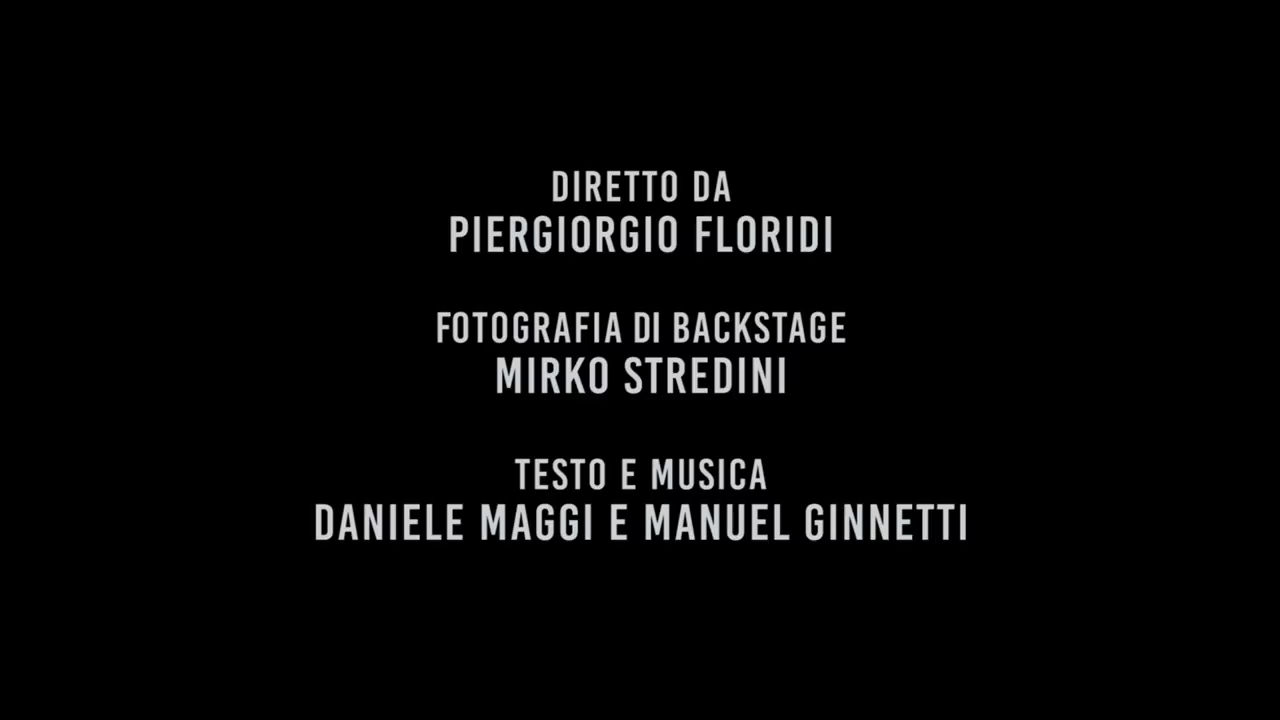 DIRETTO DA
PIERGIORGIO FLORIDI
FOTOGRAFIA DI BACKSTAGE
MIRKO STREDINI
TESTO E MUSICA
DANIELE MAGGI E MANUEL GINNETTI